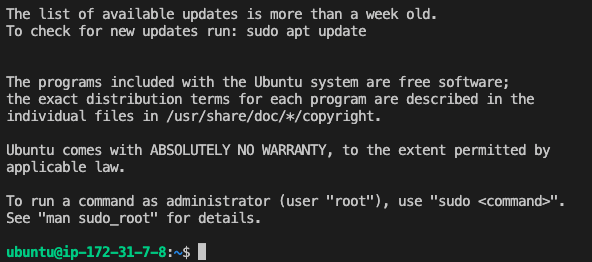 The list of available updates is more than a week old.
To check for new updates run: sudo apt update
The programs included with the Ubuntu system are free software;
the exact distribution terms for each program are described in the
individual files in /usr/share/doc/*/copyright.
Ubuntu comes with ABSOLUTELY NO WARRANTY, to the extent permitted by
applicable law.
To run a command as administrator (user "root"), use "sudo <command>".
See "man sudo_root" for details.
ubuntu@ip-172-31-7-8:~$